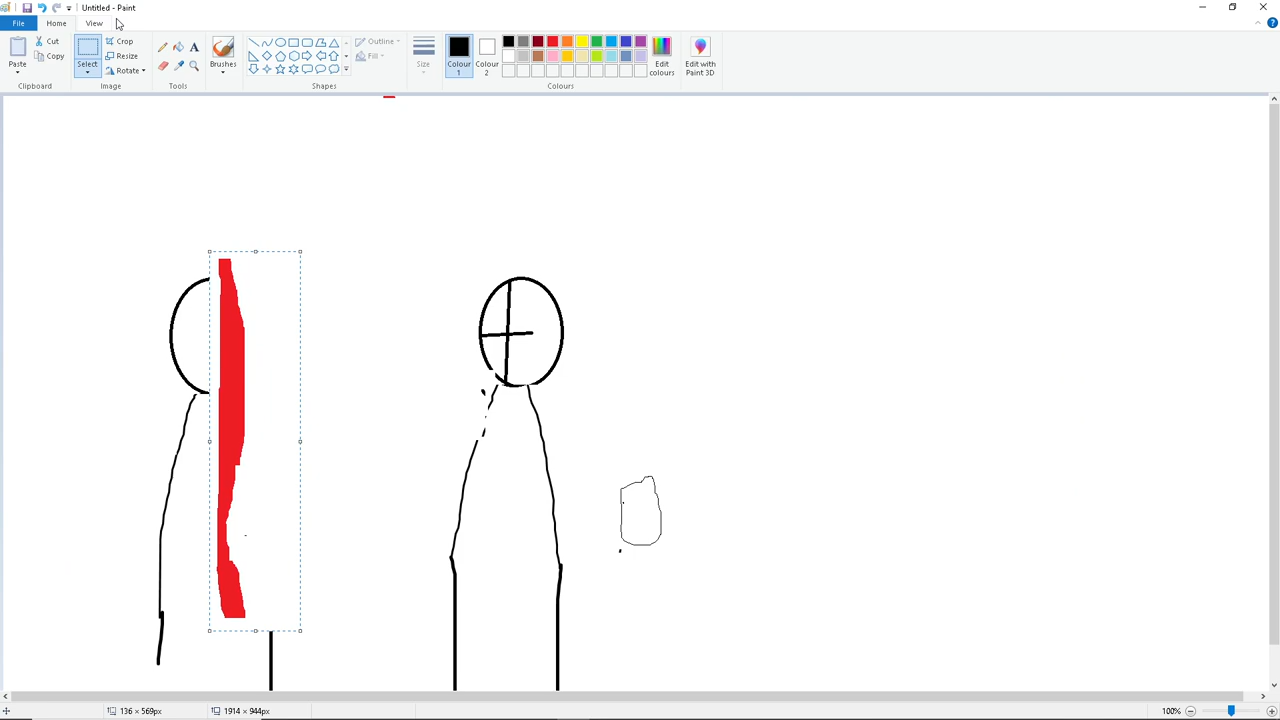 Untitled - Paint
File Home View
Paste Cut Copy
Clipboard
Select Crop Resize Rotate
Image
Tools
Brushes
Outline Fill
Shapes
Size
Colour 1
Colour 2
Edit colours
Edit with Paint 3D
Colours
136 × 569px
1914 × 944px
100%